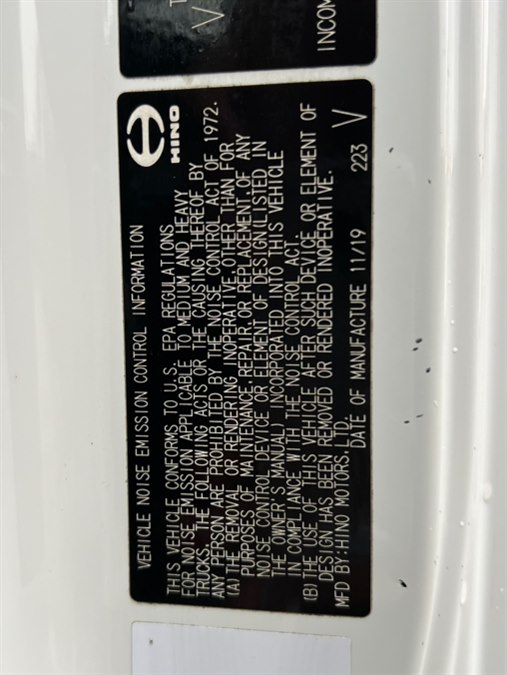 T
V
INCOM
HINO
VEHICLE NOISE EMISSION CONTROL INFORMATION
THIS VEHICLE CONFORMS TO U.S. EPA REGULATIONS
FOR NOISE EMISSION APPLICABLE TO MEDIUM AND HEAVY
TRUCKS. THE FOLLOWING ACTS OR THE CAUSING THEREOF BY
ANY PERSON ARE PROHIBITED BY THE NOISE CONTROL ACT OF 1972.
(A) THE REMOVAL OR RENDERING INOPERATIVE, OTHER THAN FOR
PURPOSES OF MAINTENANCE, REPAIR, OR REPLACEMENT, OF ANY
NOISE CONTROL DEVICE OR ELEMENT OF DESIGN(LISTED IN
THE OWNER'S MANUAL) INCORPORATED INTO THIS VEHICLE
IN COMPLIANCE WITH THE NOISE CONTROL ACT.
(B) THE USE OF THIS VEHICLE AFTER SUCH DEVICE OR ELEMENT OF
DESIGN HAS BEEN REMOVED OR RENDERED INOPERATIVE.
MFD BY:HINO MOTORS, LTD.
DATE OF MANUFACTURE 11/19 223 V